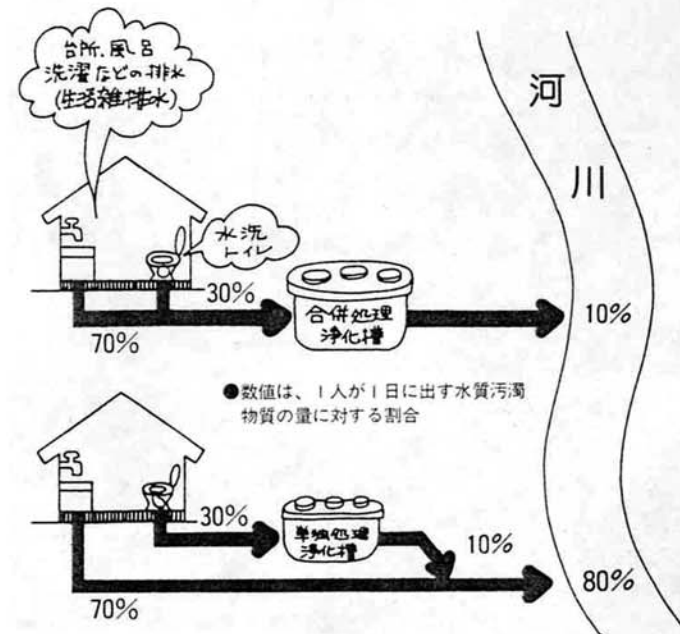 台所、風呂
洗濯などの排水
(生活雑排水)
河
川
水洗
トイレ
30%
70%
合併処理
浄化槽
10%
●数値は、1人が1日に出す水質汚濁
物質の量に対する割合
30%
70%
単独処理
浄化槽
10%
80%